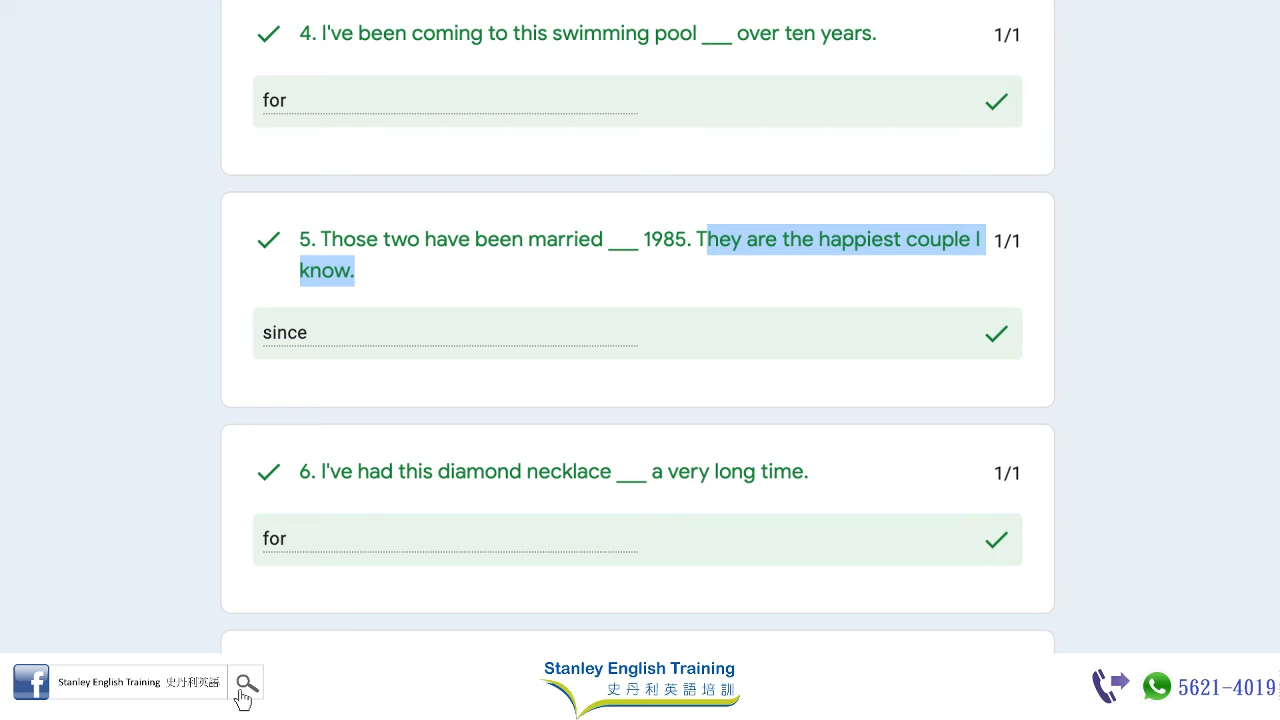 4. I've been coming to this swimming pool ___ over ten years.
1/1
for
5. Those two have been married ___ 1985. They are the happiest couple I
know.
1/1
since
6. I've had this diamond necklace ___ a very long time.
1/1
for
Stanley English Training 史丹利英語
Stanley English Training
史丹利英語培訓
5621-4019